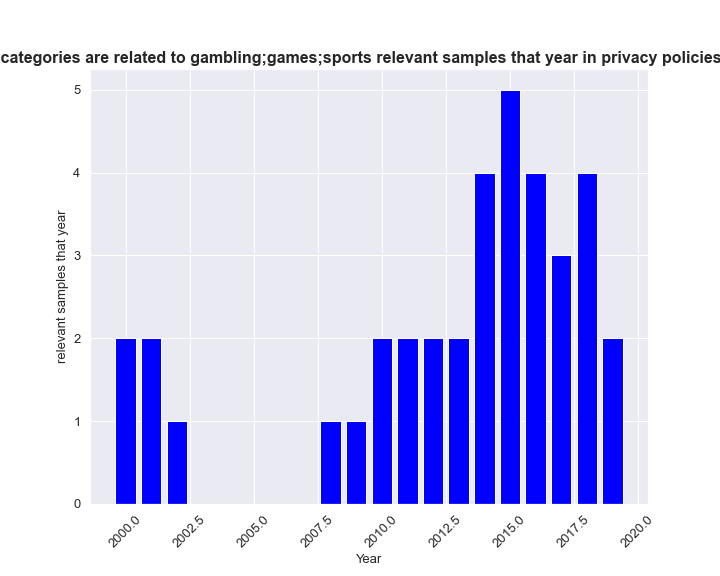 categories are related to gambling;games;sports relevant samples that year in privacy policies
relevant samples that year
5
4
3
2
1
0
2000.0 2002.5 2005.0 2007.5 2010.0 2012.5 2015.0 2017.5 2020.0
Year